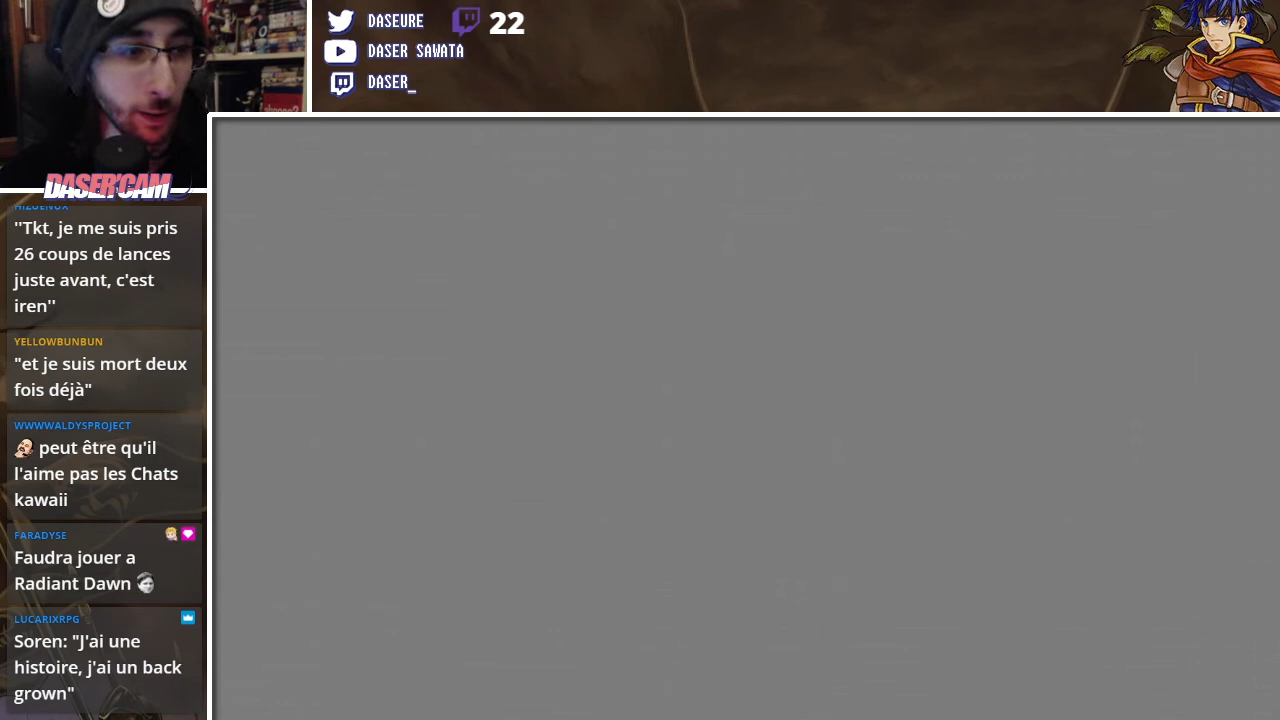 DASEURE
22
DASER SAWATA
DASER_
DASER'CAM
HIZUENUX
''Tkt, je me suis pris
26 coups de lances
juste avant, c'est
iren''
YELLOWBUNBUN
"et je suis mort deux
fois déjà"
WWWWALDYSPROJECT
peut être qu'il
l'aime pas les Chats
kawaii
FARADYSE
Faudra jouer a
Radiant Dawn
LUCARIXRPG
Soren: "J'ai une
histoire, j'ai un back
grown"